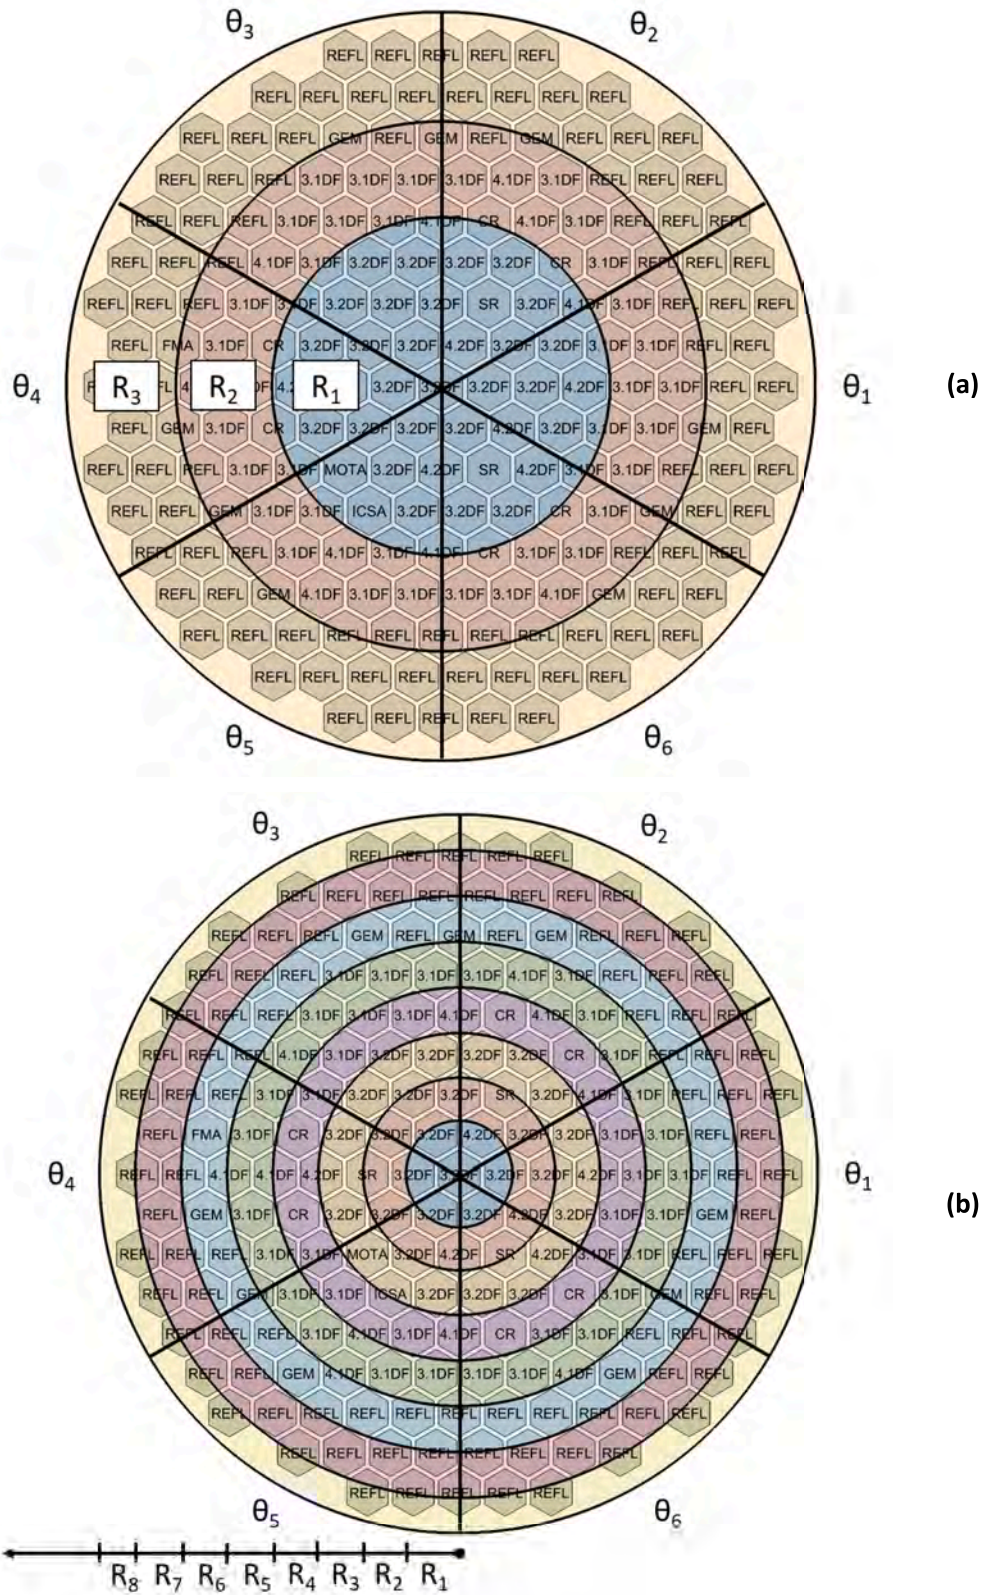 θ3 θ2
REFL REFL REFL REFL REFL
REFL REFL REFL REFL REFL REFL REFL REFL
REFL REFL REFL GEM REFL GEM REFL GEM REFL REFL REFL
REFL REFL REFL 3.1DF 3.1DF 3.1DF 3.1DF 4.1DF 3.1DF REFL REFL REFL
REFL REFL REFL 3.1DF 3.1DF 3.1DF 4.1DF CR 4.1DF 3.1DF REFL REFL REFL
REFL REFL REFL 4.1DF 3.1DF 3.2DF 3.2DF 3.2DF 3.2DF CR 3.1DF REFL REFL REFL
REFL REFL REFL 3.1DF 3.1DF 3.2DF 3.2DF 3.2DF SR 3.2DF 4.1DF 3.1DF REFL REFL REFL
REFL FMA 3.1DF CR 3.2DF 3.2DF 3.2DF 4.2DF 3.2DF 3.2DF 3.1DF 3.1DF REFL REFL
θ4 R3 R2 R1 3.2DF 3.2DF 3.2DF 3.2DF 4.2DF 3.1DF 3.1DF REFL REFL θ1 (a)
REFL GEM 3.1DF CR 3.2DF 3.2DF 3.2DF 3.2DF 4.2DF 3.2DF 3.1DF 3.1DF GEM REFL
REFL REFL REFL 3.1DF 3.1DF MOTA 3.2DF 4.2DF SR 4.2DF 3.1DF 3.1DF REFL REFL REFL
REFL REFL GEM 3.1DF 3.1DF ICSA 3.2DF 3.2DF 3.2DF CR 3.1DF GEM REFL REFL
REFL REFL REFL 3.1DF 4.1DF 3.1DF 4.1DF CR 3.1DF 3.1DF REFL REFL REFL
REFL REFL GEM 4.1DF 3.1DF 3.1DF 3.1DF 3.1DF 4.1DF GEM REFL REFL
REFL REFL REFL REFL REFL REFL REFL REFL REFL REFL REFL
REFL REFL REFL REFL REFL REFL REFL REFL
REFL REFL REFL REFL REFL
θ5 θ6
θ3 θ2
REFL REFL REFL REFL REFL
REFL REFL REFL REFL REFL REFL REFL REFL
REFL REFL REFL GEM REFL GEM REFL GEM REFL REFL REFL
REFL REFL REFL 3.1DF 3.1DF 3.1DF 3.1DF 4.1DF 3.1DF REFL REFL REFL
REFL REFL REFL 3.1DF 3.1DF 3.1DF 4.1DF CR 4.1DF 3.1DF REFL REFL REFL
REFL REFL REFL 4.1DF 3.1DF 3.2DF 3.2DF 3.2DF 3.2DF CR 3.1DF REFL REFL REFL
REFL REFL REFL 3.1DF 3.1DF 3.2DF 3.2DF 3.2DF SR 3.2DF 4.1DF 3.1DF REFL REFL REFL
REFL FMA 3.1DF CR 3.2DF 3.2DF 3.2DF 4.2DF 3.2DF 3.2DF 3.1DF 3.1DF REFL REFL
θ4 REFL REFL 4.1DF 4.1DF 4.2DF SR 3.2DF 3.2DF 3.2DF 3.2DF 4.2DF 3.1DF 3.1DF REFL REFL θ1
REFL GEM 3.1DF CR 3.2DF 3.2DF 3.2DF 3.2DF 4.2DF 3.2DF 3.1DF 3.1DF GEM REFL (b)
REFL REFL REFL 3.1DF 3.1DF MOTA 3.2DF 4.2DF SR 4.2DF 3.1DF 3.1DF REFL REFL REFL
REFL REFL GEM 3.1DF 3.1DF ICSA 3.2DF 3.2DF 3.2DF CR 3.1DF GEM REFL REFL
REFL REFL REFL 3.1DF 4.1DF 3.1DF 4.1DF CR 3.1DF 3.1DF REFL REFL REFL
REFL REFL GEM 4.1DF 3.1DF 3.1DF 3.1DF 3.1DF 4.1DF GEM REFL REFL
REFL REFL REFL REFL REFL REFL REFL REFL REFL REFL REFL
REFL REFL REFL REFL REFL REFL REFL REFL
REFL REFL REFL REFL REFL
θ5 θ6
R8 R7 R6 R5 R4 R3 R2 R1